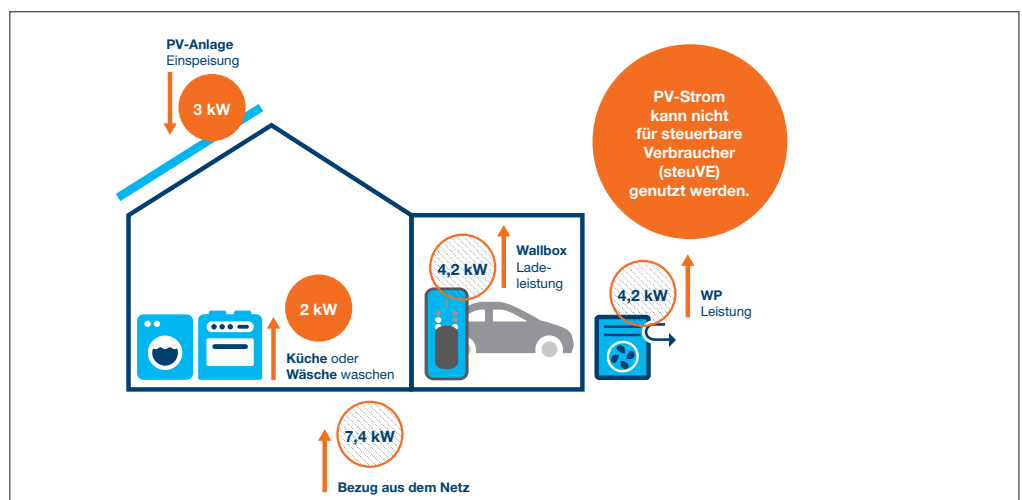 PV-Anlage
Einspeisung
3 kW
PV-Strom
kann nicht
für steuerbare
Verbraucher
(steuVE)
genutzt werden.
4,2 kW
Wallbox
Lade-
leistung
4,2 kW
WP
Leistung
2 kW
Küche oder
Wäsche waschen
7,4 kW
Bezug aus dem Netz